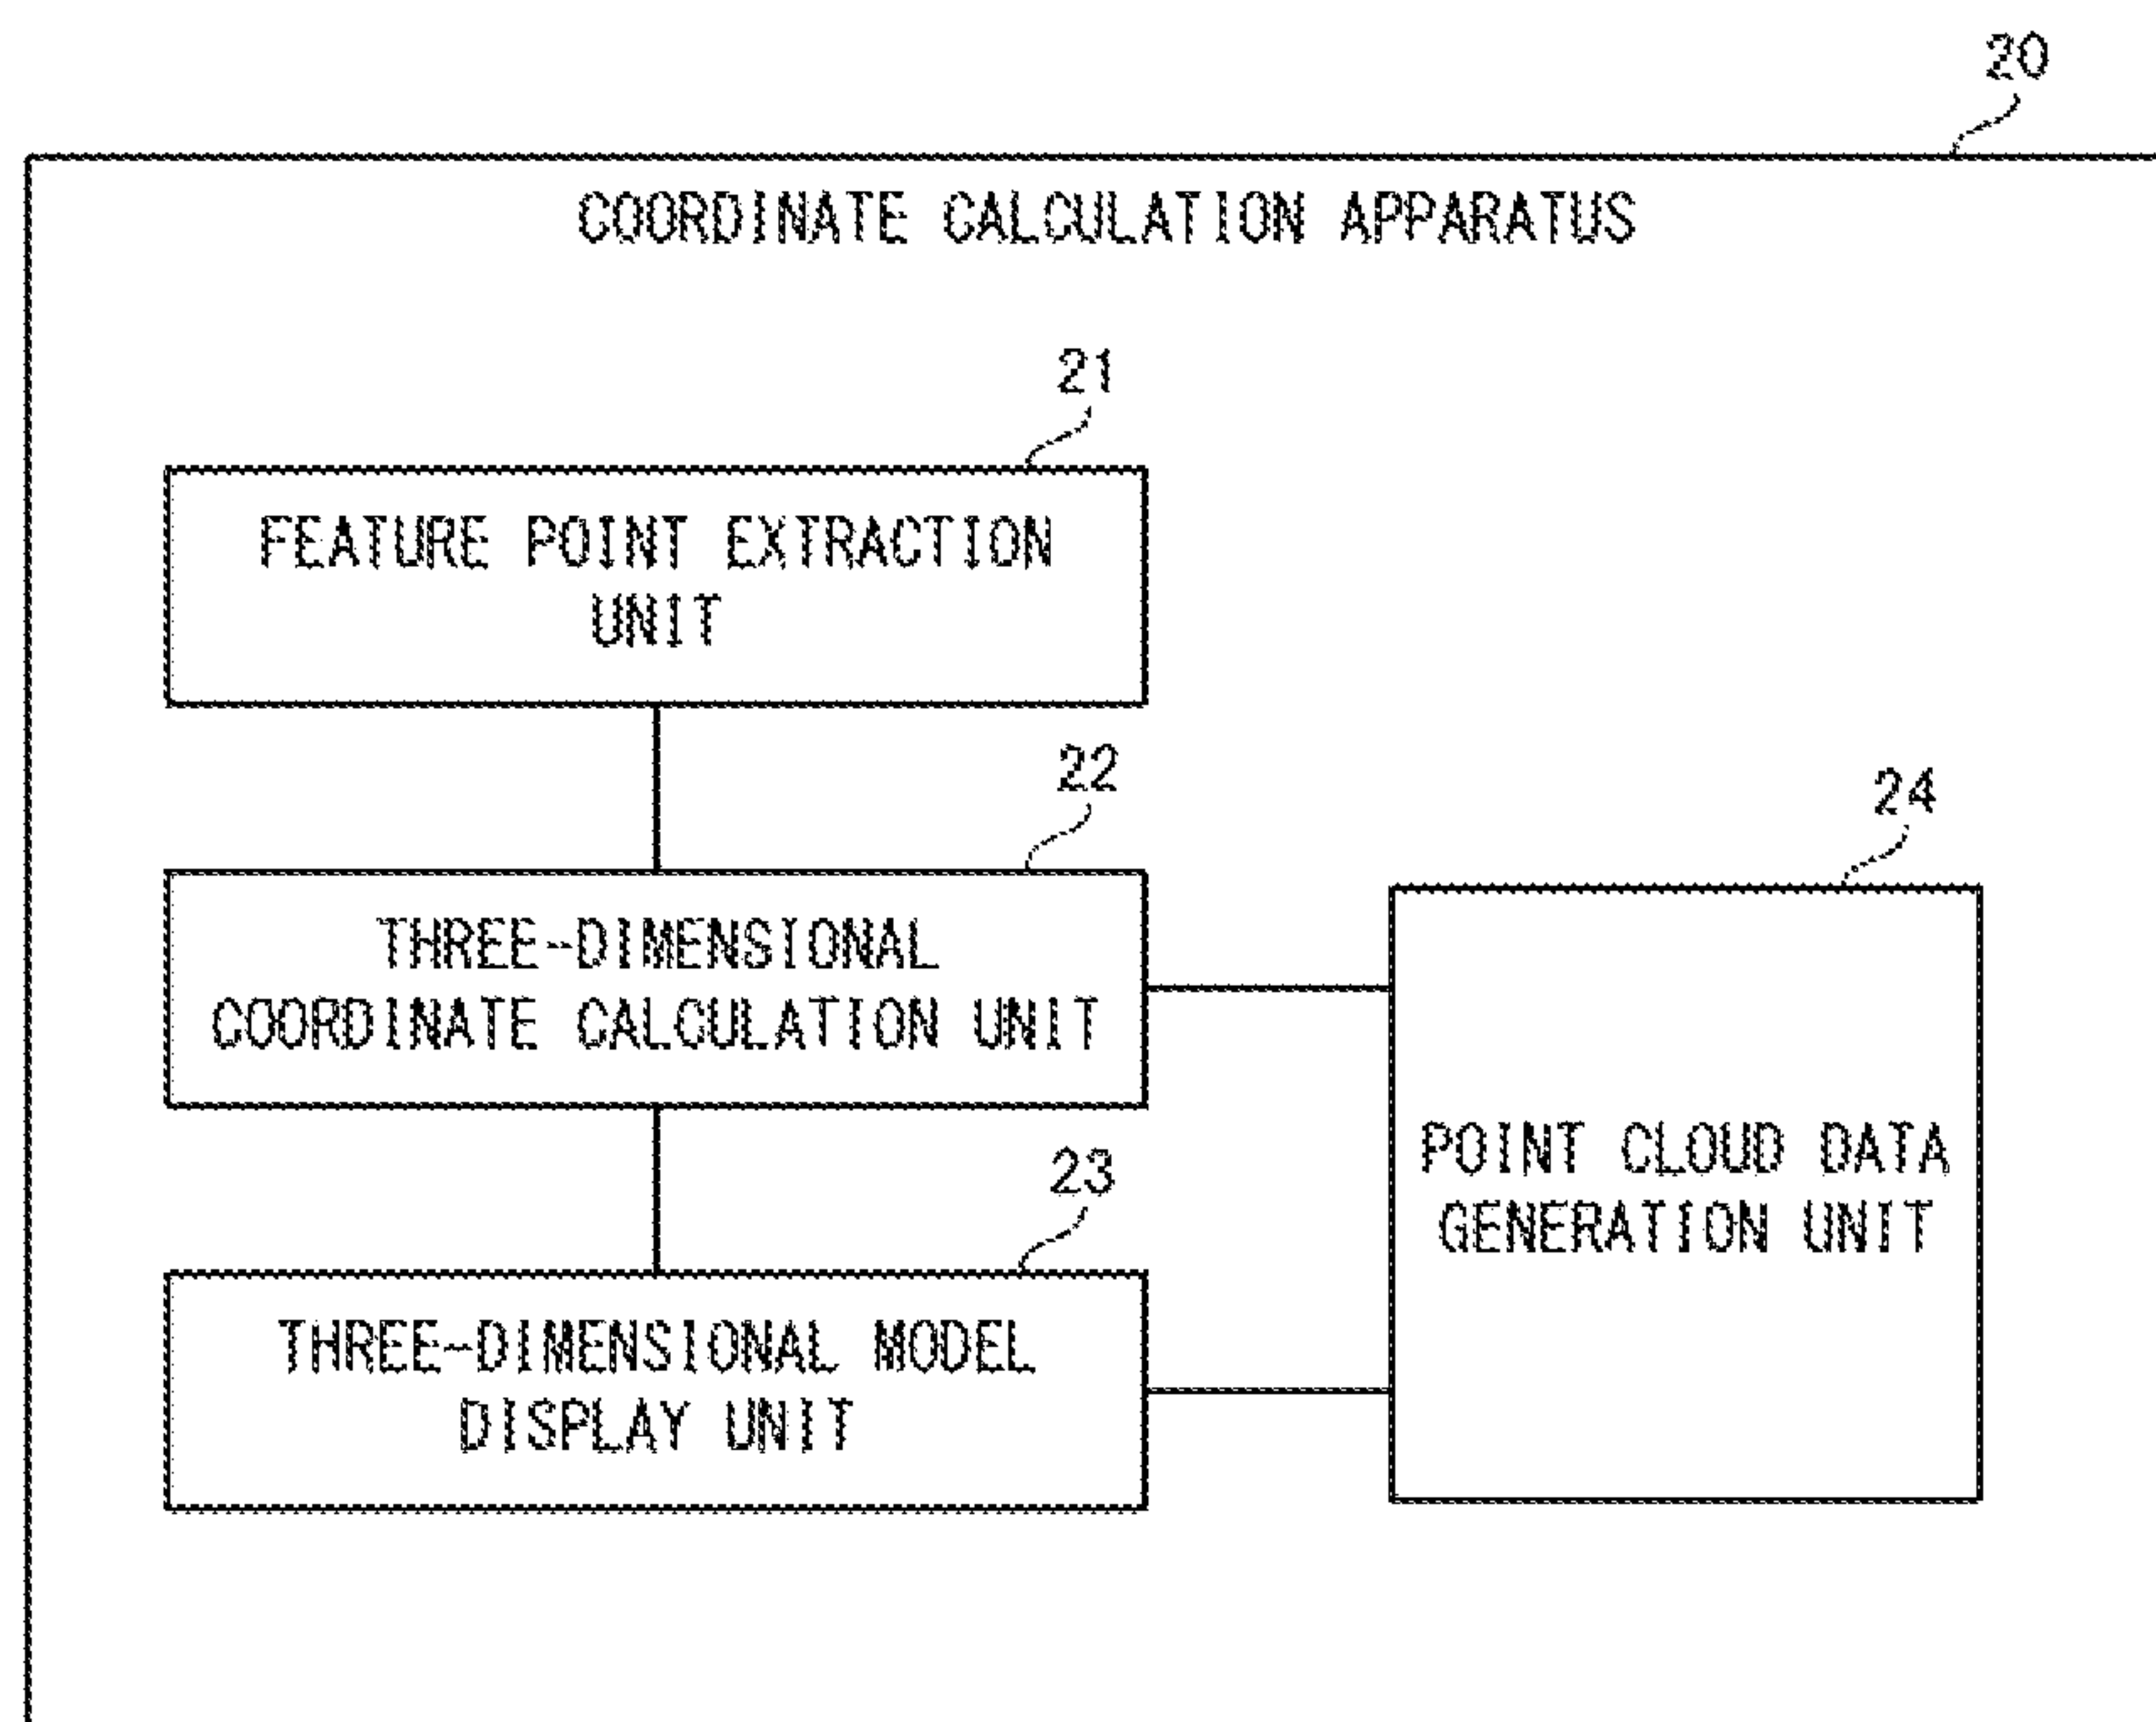 20
COORDINATE CALCULATION APPARATUS
21
FEATURE POINT EXTRACTION
UNIT
22
THREE-DIMENSIONAL
COORDINATE CALCULATION UNIT
24
POINT CLOUD DATA
GENERATION UNIT
23
THREE-DIMENSIONAL MODEL
DISPLAY UNIT